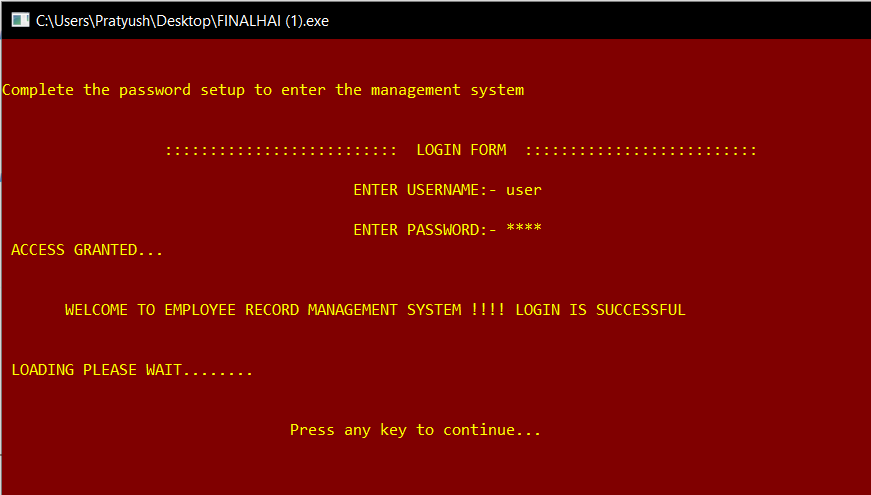 C:\Users\Pratyush\Desktop\FINALHAI (1).exe
Complete the password setup to enter the management system
:::::::::::::::::::::::::: LOGIN FORM ::::::::::::::::::::::::::
ENTER USERNAME:- user
ENTER PASSWORD:- ****
ACCESS GRANTED...
WELCOME TO EMPLOYEE RECORD MANAGEMENT SYSTEM !!!! LOGIN IS SUCCESSFUL
LOADING PLEASE WAIT........
Press any key to continue...